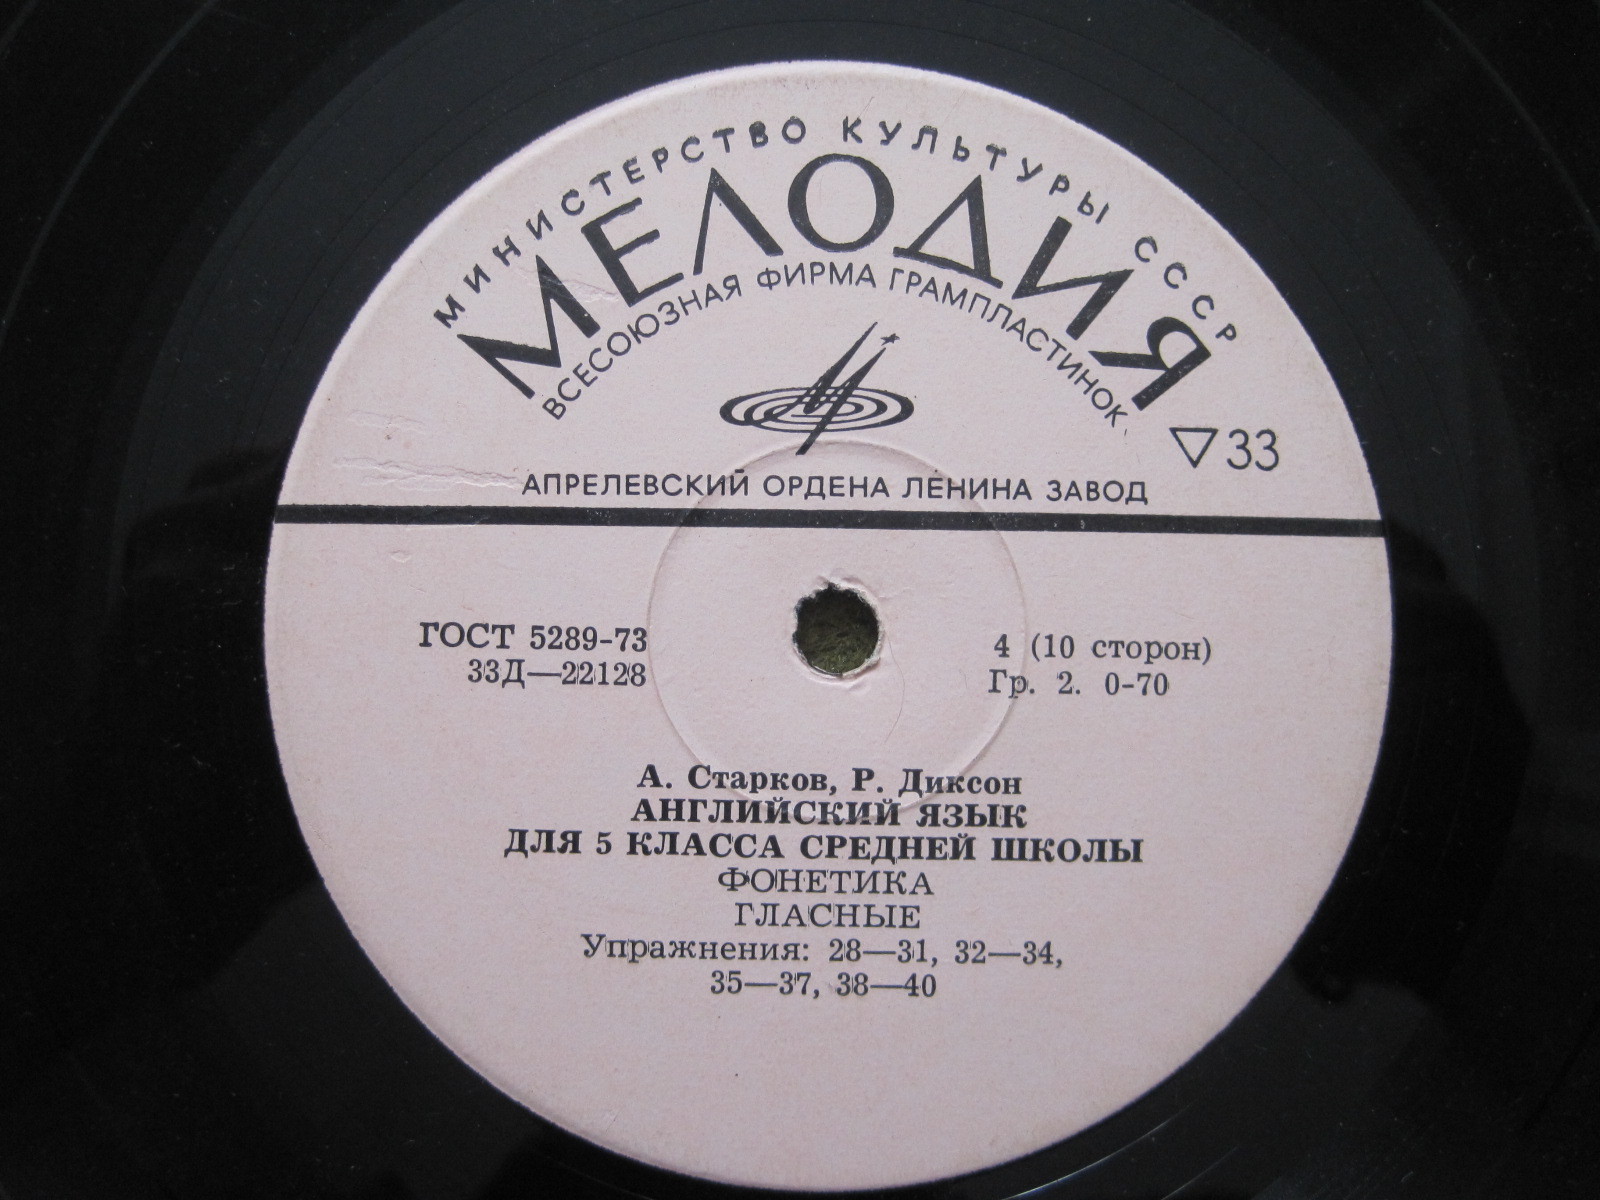 МИНИСТЕРСТВО КУЛЬТУРЫ СССР
МЕЛОДИЯ
ВСЕСОЮЗНАЯ ФИРМА ГРАМПЛАСТИНОК
▽33
АПРЕЛЕВСКИЙ ОРДЕНА ЛЕНИНА ЗАВОД
ГОСТ 5289-73
33Д—22128
4 (10 сторон)
Гр. 2. 0-70
А. Старков, Р. Диксон
АНГЛИЙСКИЙ ЯЗЫК
ДЛЯ 5 КЛАССА СРЕДНЕЙ ШКОЛЫ
ФОНЕТИКА
ГЛАСНЫЕ
Упражнения: 28—31, 32—34,
35—37, 38—40